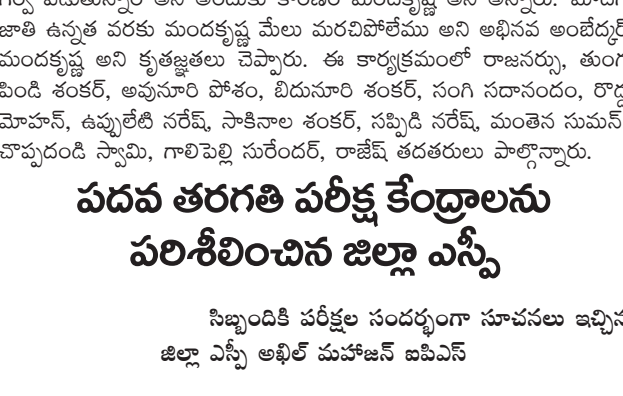 జాతి ఉన్నత వరకు మందకృష్ణ మేలు మరచిపోలేము అని అభినవ అంబేద్కర్
మందకృష్ణ అని కృతజ్ఞతలు చెప్పారు. ఈ కార్యక్రమంలో రాజనర్సు, తుంగ
పిండి శంకర్, అవునూరి పోశం, బిదునూరి శంకర్, సంగి సదానందం, రొడ్డ
మోహన్, ఉప్పులేటి నరేష్, సాకినాల శంకర్, సప్పిడి నరేష్, మంతెన సుమన్
చొప్పదండి స్వామి, గాలిపెల్లి సురేందర్, రాజేష్ తదతరులు పాల్గొన్నారు.
పదవ తరగతి పరీక్ష కేంద్రాలను
పరిశీలించిన జిల్లా ఎస్పీ
సిబ్బందికి పరీక్షల సందర్భంగా సూచనలు ఇచ్చిన
జిల్లా ఎస్పీ అఖిల్ మహాజన్ ఐపిఎస్